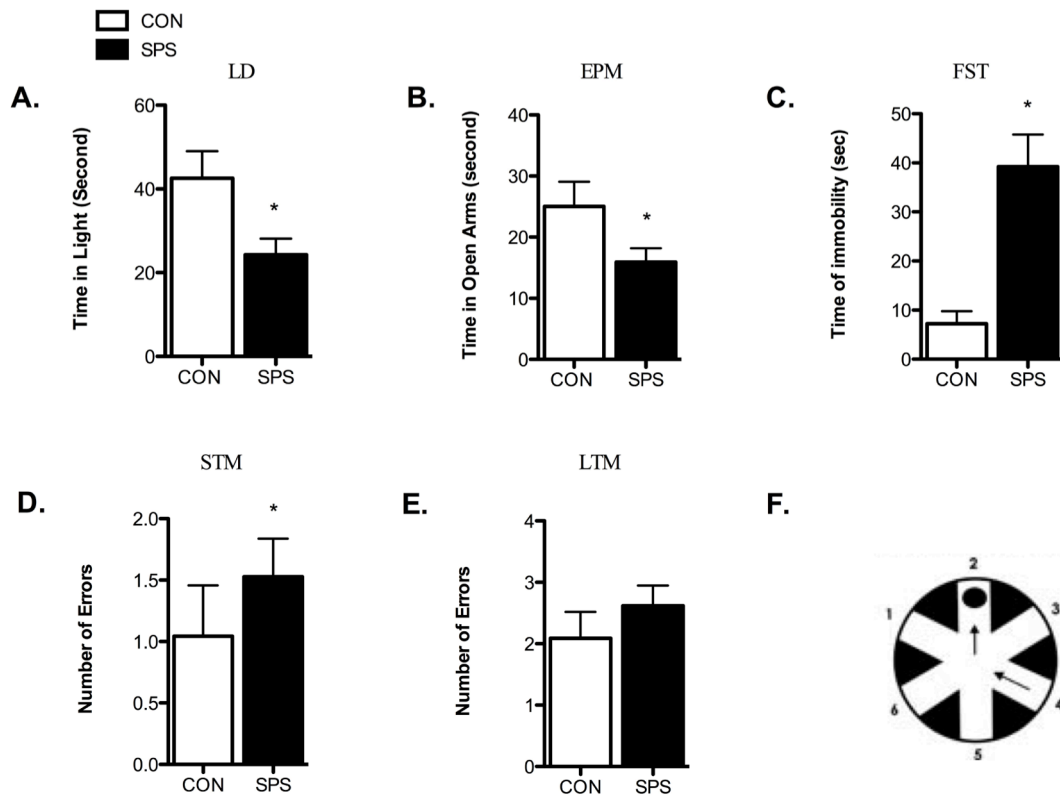 CON
SPS
A.
LD
Time in Light (Second)
60
40
20
0
CON SPS
B.
EPM
Time in Open Arms (second)
40
30
20
10
0
CON SPS
C.
FST
Time of immobility (sec)
50
40
30
20
10
0
*
*
*
CON SPS
D.
STM
Number of Errors
2.0
1.5
1.0
0.5
0.0
*
CON SPS
E.
LTM
Number of Errors
4
3
2
1
0
CON SPS
F.
2
1
3
6
4
5